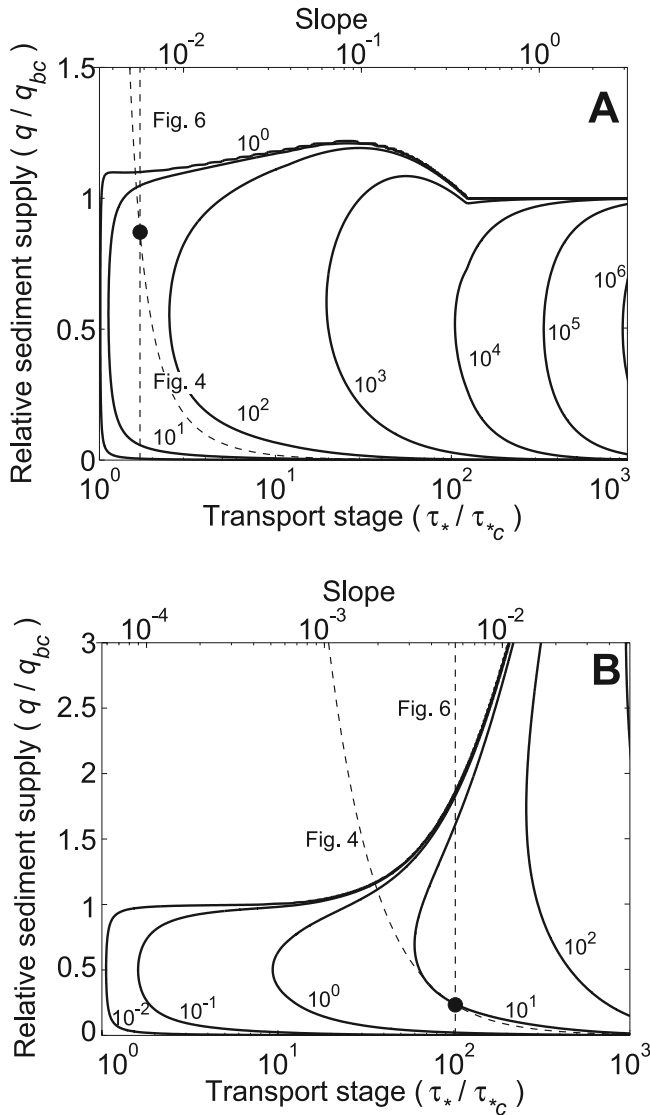 Slope
10^-2 10^-1 10^0
A
Relative sediment supply ( q / q_bc )
1.5
1
0.5
0
Fig. 6
10^0
Fig. 4
10^1
10^2
10^3
10^4
10^5
10^6
10^0 10^1 10^2 10^3
Transport stage ( τ_* / τ_*c )
Slope
10^-4 10^-3 10^-2
B
Relative sediment supply ( q / q_bc )
3
2.5
2
1.5
1
0.5
0
Fig. 6
Fig. 4
10^-2
10^-1
10^0
10^1
10^2
10^0 10^1 10^2 10^3
Transport stage ( τ_* / τ_*c )